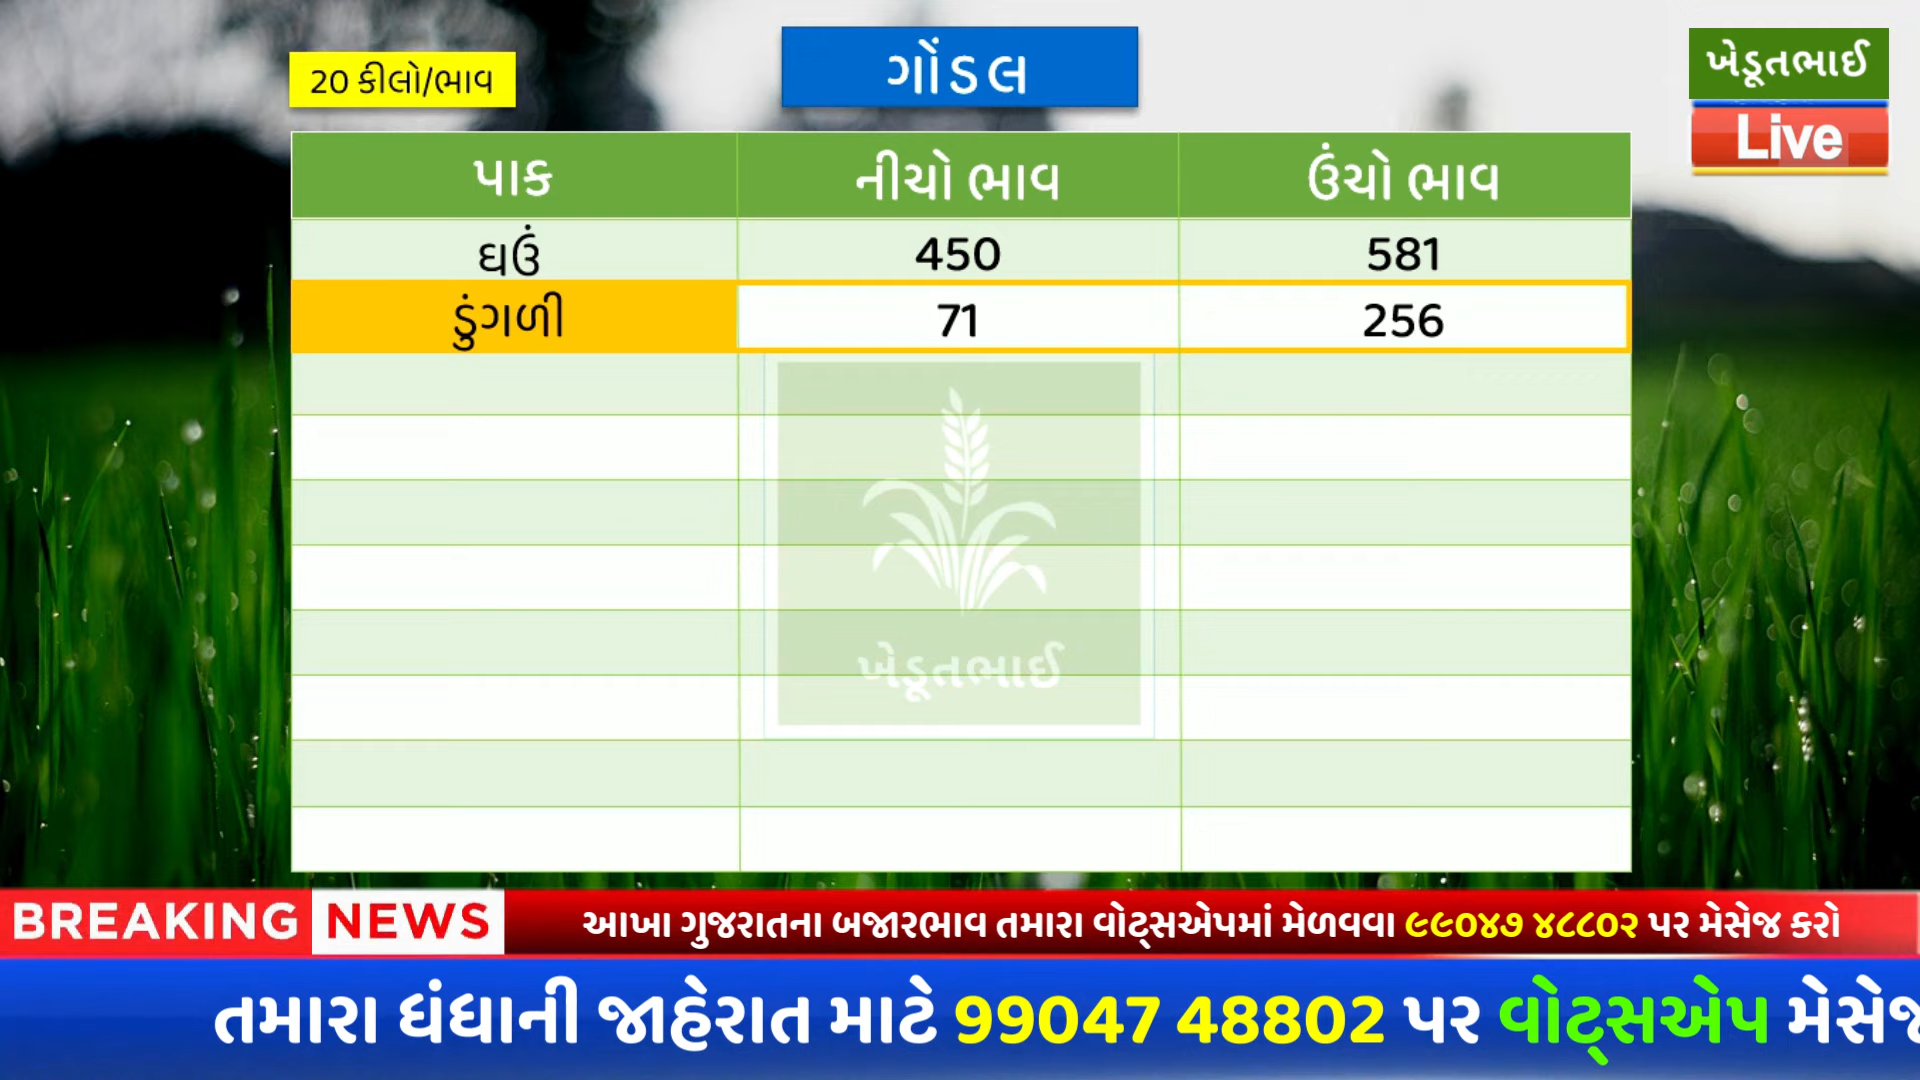 20 કીલો/ભાવ
ગોંડલ
ખેડૂતભાઈ
Live
પાક નીચો ભાવ ઉંચો ભાવ
ઘઉં 450 581
ડુંગળી 71 256
ખેડૂતભાઈ
BREAKING NEWS આખા ગુજરાતના બજારભાવ તમારા વોટ્સએપમાં મેળવવા ૯૯૦૪૭ ૪૮૮૦૨ પર મેસેજ કરો
તમારા ધંધાની જાહેરાત માટે 99047 48802 પર વોટ્સએપ મેસેજ